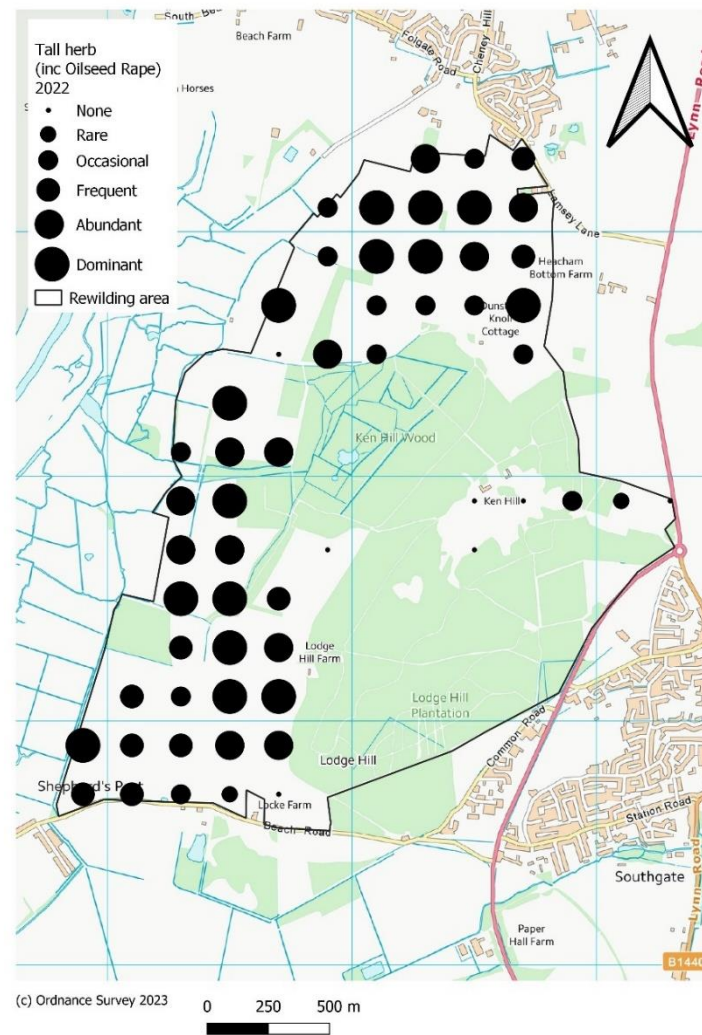 Tall herb
(inc Oilseed Rape)
2022
None
Rare
Occasional
Frequent
Abundant
Dominant
Rewilding area
Beach Farm
Horses
Folgate Road
Cheney Hill
Lynn
Lane
Heacham
Bottom Farm
Knoll
Cottage
Ken Hill Wood
Ken Hill
Lodge
Hill Farm
Lodge Hill
Plantation
Lodge Hill
Common Road
Shepherd's
Locke Farm
Beach Road
Station Road
Southgate
Lynn Road
Paper
Hall Farm
B1440
(c) Ordnance Survey 2023
0 250 500 m